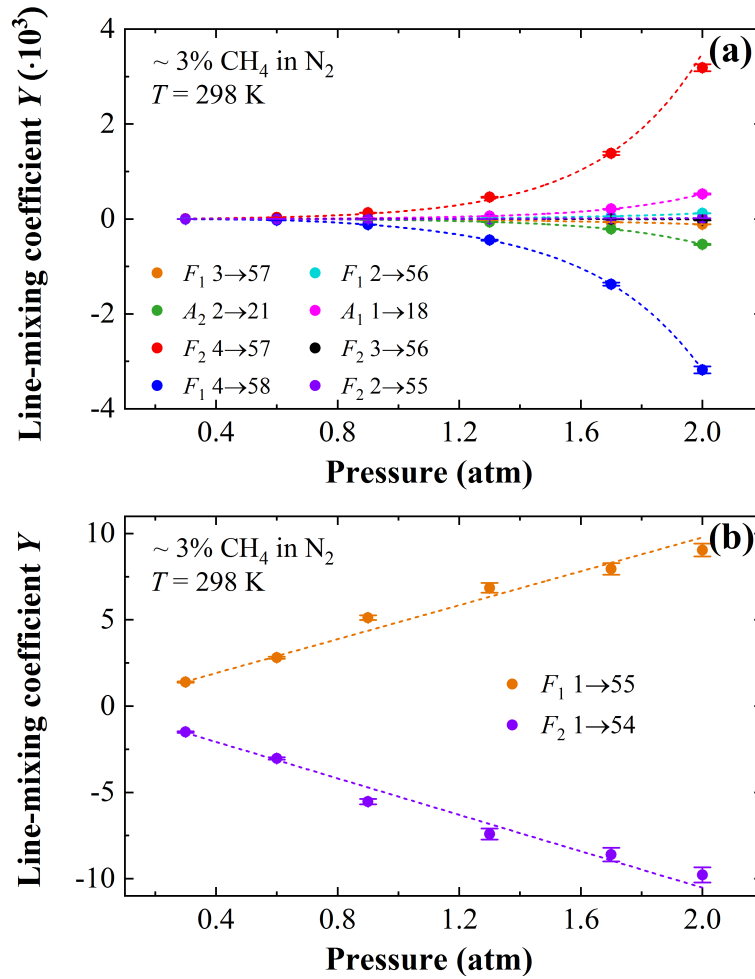 (a)
~ 3% CH₄ in N₂
T = 298 K
Line-mixing coefficient Y (·10³)
4
2
0
-2
-4
F₁ 3→57
F₁ 2→56
A₂ 2→21
A₁ 1→18
F₂ 4→57
F₂ 3→56
F₁ 4→58
F₂ 2→55
0.4 0.8 1.2 1.6 2.0
Pressure (atm)
(b)
~ 3% CH₄ in N₂
T = 298 K
Line-mixing coefficient Y
10
5
0
-5
-10
F₁ 1→55
F₂ 1→54
0.4 0.8 1.2 1.6 2.0
Pressure (atm)